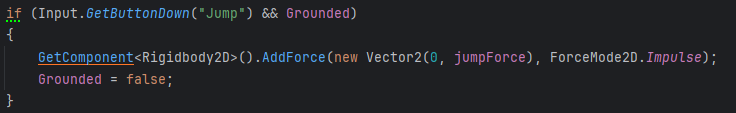 if (Input.GetButtonDown("Jump") && Grounded)
{
GetComponent<Rigidbody2D>().AddForce(new Vector2(0, jumpForce), ForceMode2D.Impulse);
Grounded = false;
}